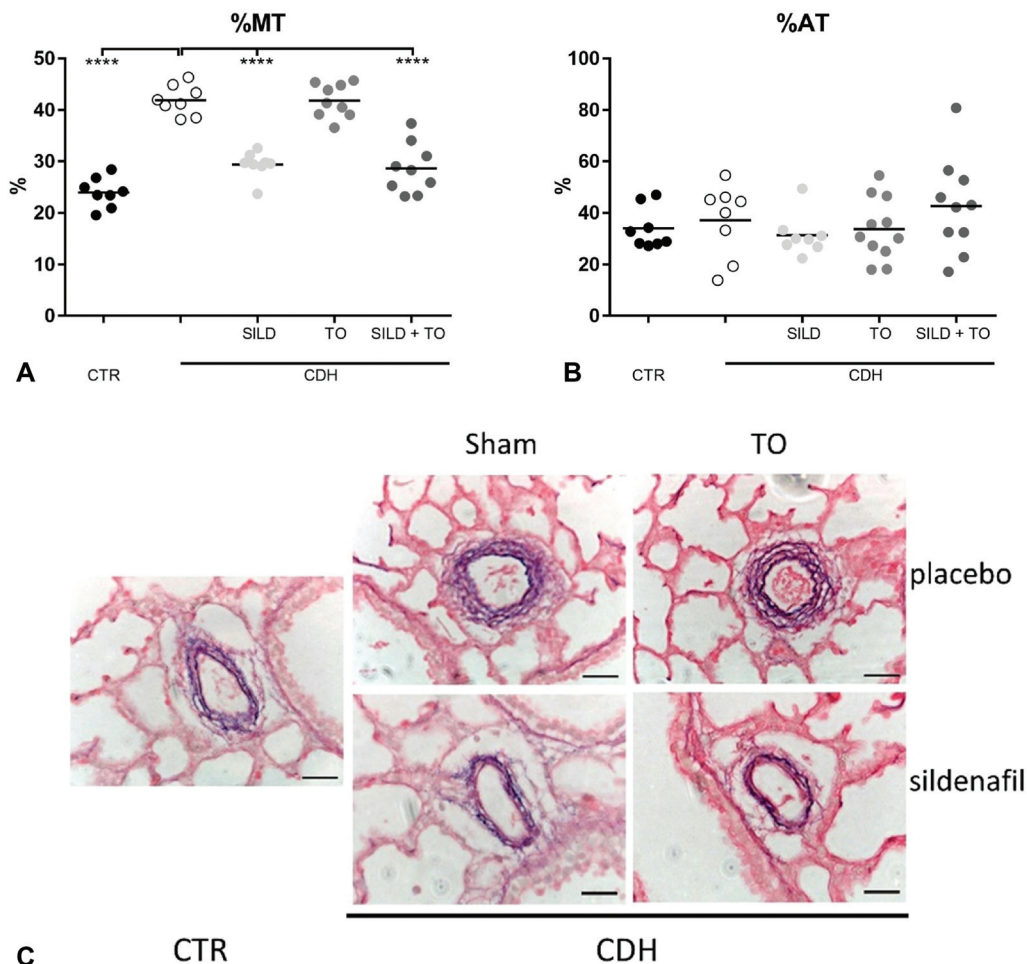 %MT
%AT
50
40
30
20
10
0
%
**** **** ****
SILD TO SILD + TO
CTR CDH
A
100
80
60
40
20
0
%
SILD TO SILD + TO
CTR CDH
B
Sham TO
placebo
sildenafil
CTR CDH
C